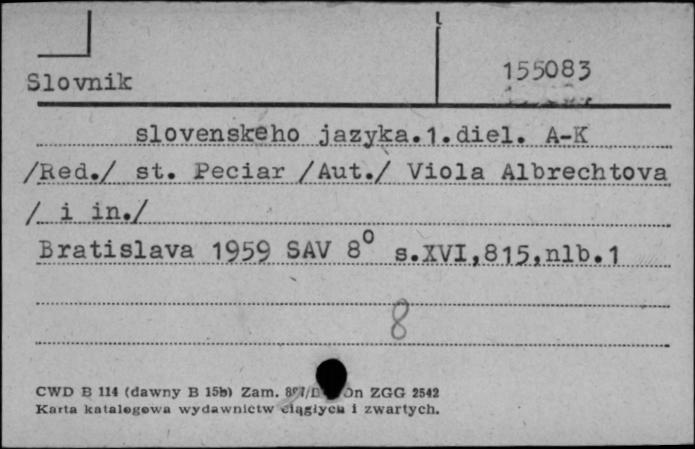 Slovnik 155083
slovenskeho jazyka.1.diel. A-K
/Red./ st. Peciar /Aut./ Viola Albrechtova
/ i in./
Bratislava 1959 SAV 8° s.XVI,815,nlb.1
8
CWD B 114 (dawny B 15b) Zam. ZGG 2542
Karta katalogowa wydawnictw ciągłych i zwartych.